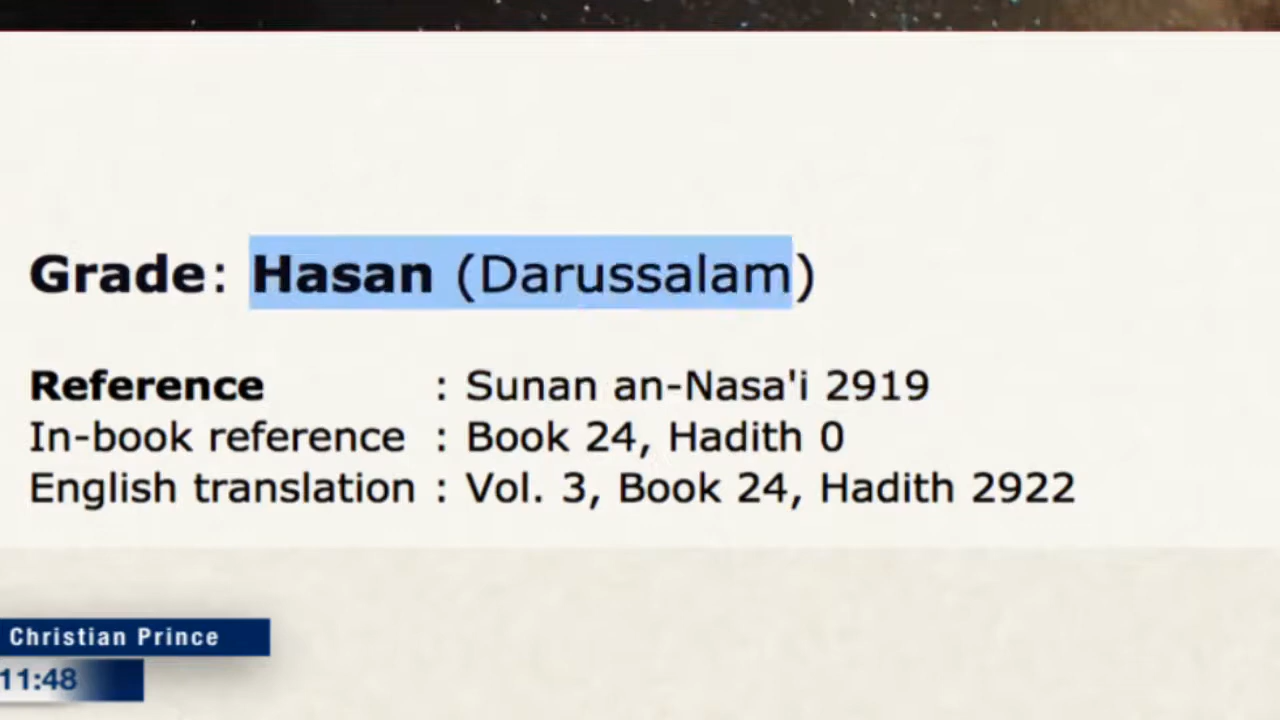 Grade: Hasan (Darussalam)
Reference : Sunan an-Nasa'i 2919
In-book reference : Book 24, Hadith 0
English translation : Vol. 3, Book 24, Hadith 2922
Christian Prince
11:48